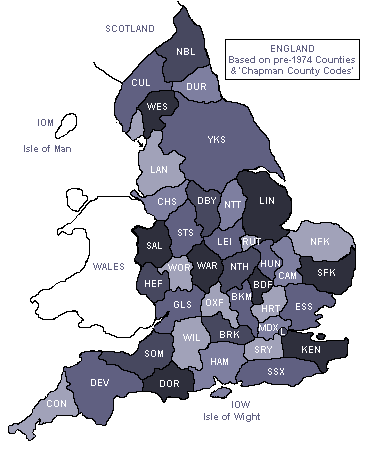 SCOTLAND
NBL
ENGLAND
Based on pre-1974 Counties
& 'Chapman County Codes'
CUL
DUR
WES
IOM
Isle of Man
YKS
LAN
CHS
DBY
NTT
LIN
STS
SAL
LEI
RUT
NFK
WALES
WOR
WAR
NTH
HUN
CAM
SFK
HEF
BDF
BKM
GLS
OXF
HRT
ESS
MDX
L
WIL
BRK
SOM
SRY
KEN
HAM
SSX
DEV
DOR
CON
IOW
Isle of Wight